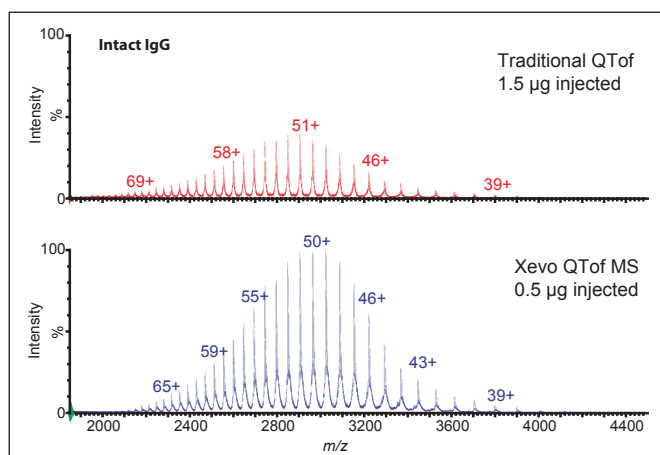 Intact IgG
Traditional QTof
1.5 µg injected
100
Intensity
%
0
69+
58+
51+
46+
39+
Xevo QTof MS
0.5 µg injected
100
Intensity
%
0
65+
59+
55+
50+
46+
43+
39+
2000 2400 2800 3200 3600 4000 4400
m/z